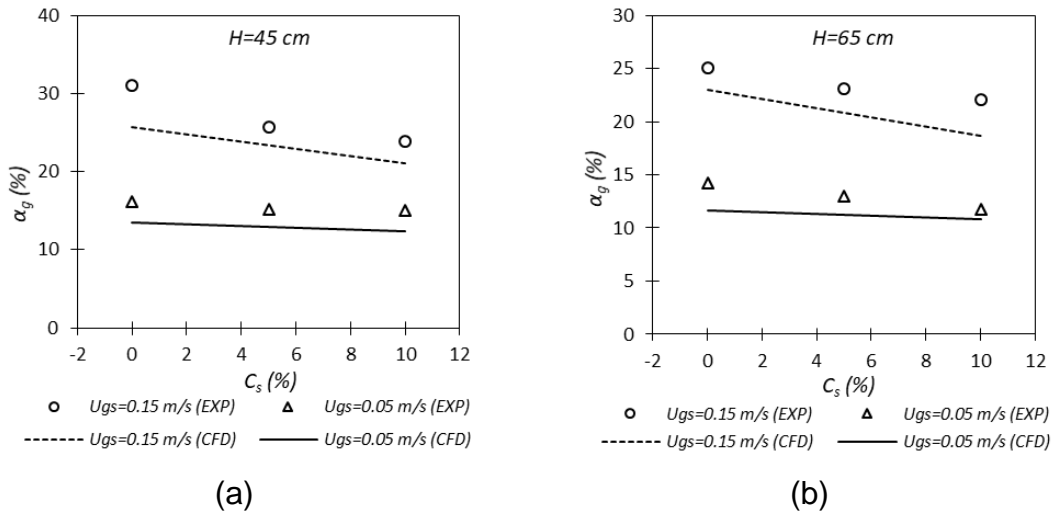 H=45 cm
40
30
20
10
0
αg (%)
-2 0 2 4 6 8 10 12
Cs (%)
Ugs=0.15 m/s (EXP) Ugs=0.05 m/s (EXP)
Ugs=0.15 m/s (CFD) Ugs=0.05 m/s (CFD)
(a)
H=65 cm
30
25
20
15
10
5
0
αg (%)
-2 0 2 4 6 8 10 12
Cs (%)
Ugs=0.15 m/s (EXP) Ugs=0.05 m/s (EXP)
Ugs=0.15 m/s (CFD) Ugs=0.05 m/s (CFD)
(b)